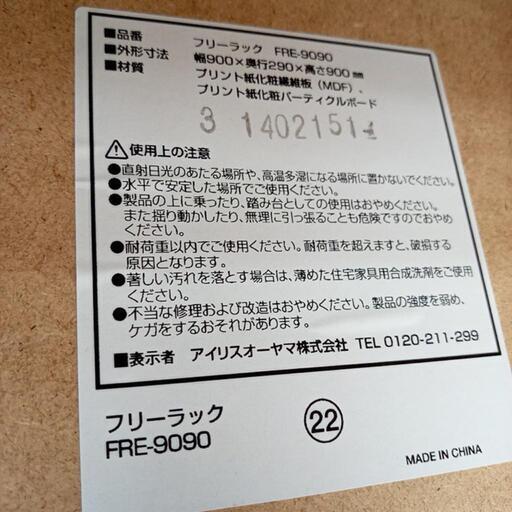 ■品番 フリーラック FRE-9090
■外形寸法 幅900×奥行290×高さ900㎜
■材質 プリント紙化粧繊維板（MDF）、
プリント紙化粧パーティクルボード
3 1402151
⚠使用上の注意
●直射日光のあたる場所や、高温多湿になる場所に置かないでください。
●水平で安定した場所でご使用ください。
●製品の上に乗ったり、踏み台としての使用はおやめください。
また揺り動かしたり、無理に引っ張ることも危険ですのでおやめ
ください。
●耐荷重以内でご使用ください。耐荷重を超えますと、破損する
原因となります。
●著しい汚れを落とす場合は、薄めた住宅家具用合成洗剤をご使用
ください。
●不当な修理および改造はおやめください。製品の強度を弱め、
ケガをするおそれがあります。
■表示者 アイリスオーヤマ株式会社 TEL 0120-211-299
フリーラック
FRE-9090
㉒
MADE IN CHINA